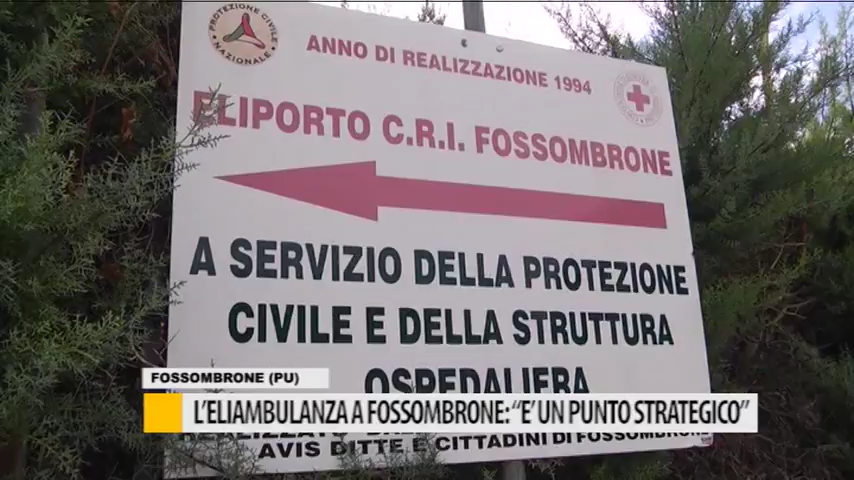 PROTEZIONE CIVILE
NAZIONALE
ANNO DI REALIZZAZIONE 1994
ELIPORTO C.R.I. FOSSOMBRONE
A SERVIZIO DELLA PROTEZIONE
CIVILE E DELLA STRUTTURA
OSPEDALIERA
FOSSOMBRONE (PU)
L'ELIAMBULANZA A FOSSOMBRONE: "E' UN PUNTO STRATEGICO"
REALIZZATO
AVIS DITTE E CITTADINI DI FOSSOMBRONE